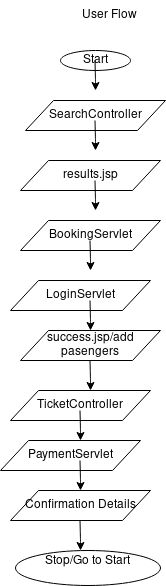 User Flow
Start
SearchController
results.jsp
BookingServlet
LoginServlet
success.jsp/add
pasengers
TicketController
PaymentServlet
Confirmation Details
Stop/Go to Start